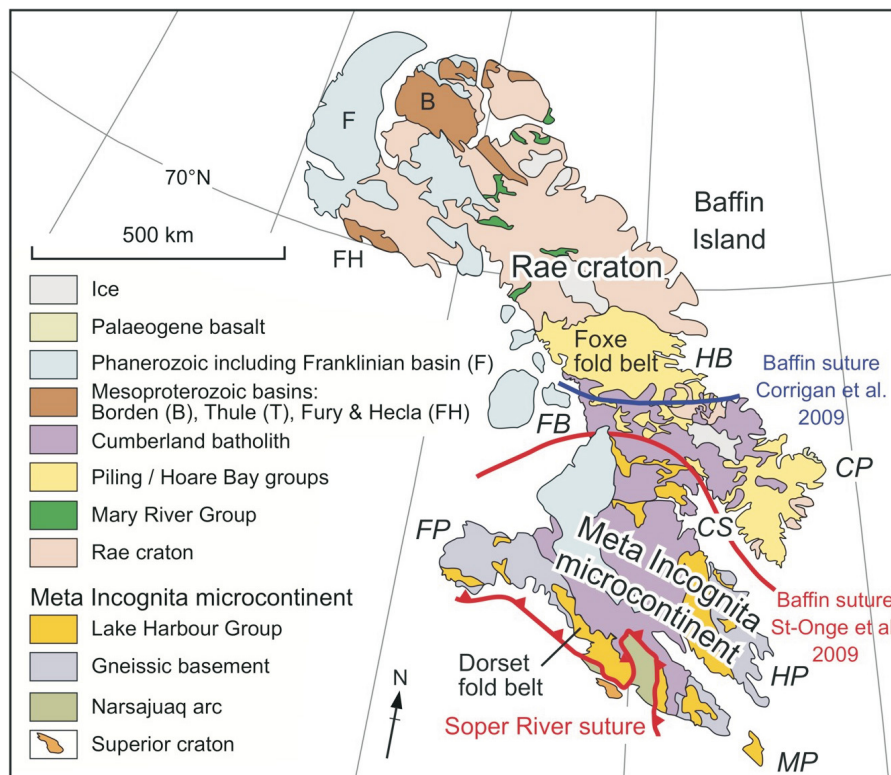 F
B
70°N
500 km
FH
Baffin
Island
Rae craton
Ice
Palaeogene basalt
Phanerozoic including Franklinian basin (F)
Mesoproterozoic basins:
Borden (B), Thule (T), Fury & Hecla (FH)
Cumberland batholith
Piling / Hoare Bay groups
Mary River Group
Rae craton
Meta Incognita microcontinent
Lake Harbour Group
Gneissic basement
Narsajuaq arc
Superior craton
Foxe
fold belt
HB
Baffin suture
Corrigan et al.
2009
FB
CP
CS
FP
Meta Incognita
microcontinent
Baffin suture
St-Onge et al
2009
Dorset
fold belt
HP
N
Soper River suture
MP